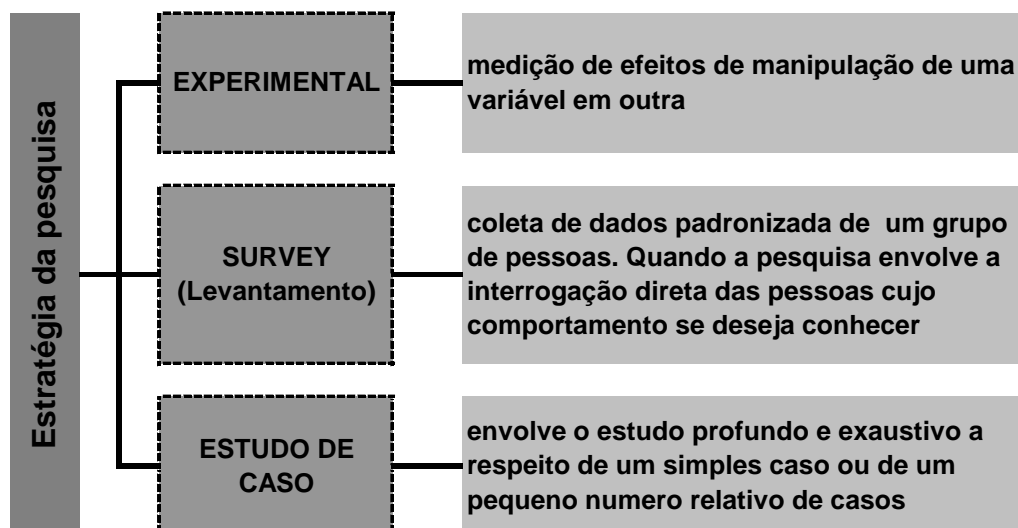 Estratégia da pesquisa
EXPERIMENTAL
medição de efeitos de manipulação de uma
variável em outra
SURVEY
(Levantamento)
coleta de dados padronizada de um grupo
de pessoas. Quando a pesquisa envolve a
interrogação direta das pessoas cujo
comportamento se deseja conhecer
ESTUDO DE
CASO
envolve o estudo profundo e exaustivo a
respeito de um simples caso ou de um
pequeno numero relativo de casos